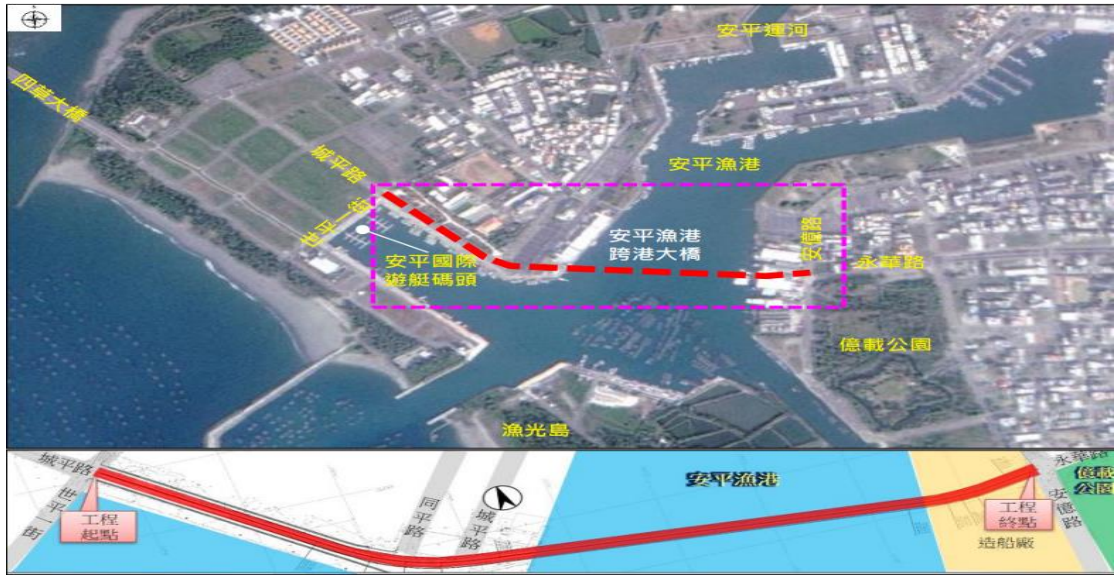 安平運河
四草大橋
安平漁港
城平路
世平一街
安平漁港
跨港大橋
安億路
安平國際
遊艇碼頭
永華路
億載公園
漁光島
城平路
世平一街
工程
起點
同平路
城平路
安平漁港
永華路
億載
公園
安億路
工程
終點
造船廠